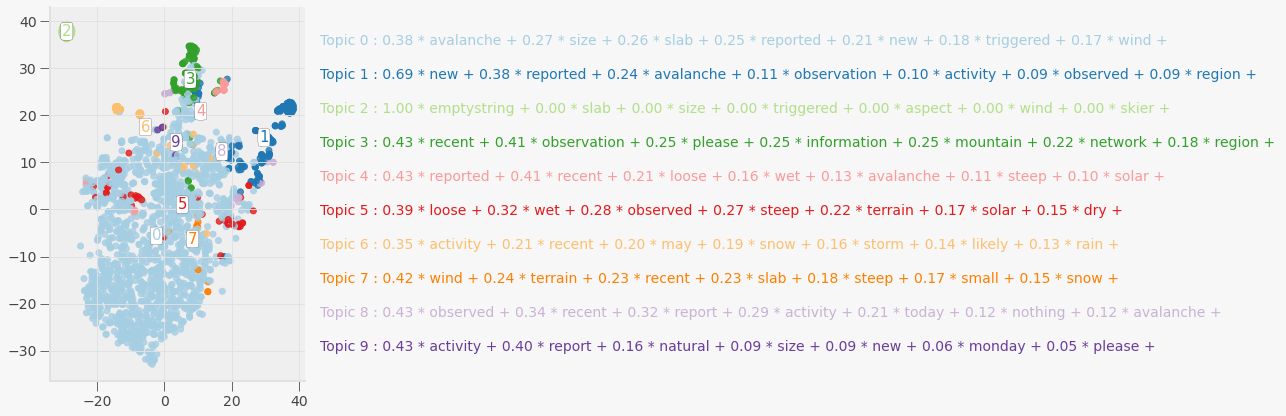 40
30
20
10
0
−10
−20
−30
−20 0 20 40
2
3
4
6
9
8
1
5
0
7
Topic 0 : 0.38 * avalanche + 0.27 * size + 0.26 * slab + 0.25 * reported + 0.21 * new + 0.18 * triggered + 0.17 * wind +
Topic 1 : 0.69 * new + 0.38 * reported + 0.24 * avalanche + 0.11 * observation + 0.10 * activity + 0.09 * observed + 0.09 * region +
Topic 2 : 1.00 * emptystring + 0.00 * slab + 0.00 * size + 0.00 * triggered + 0.00 * aspect + 0.00 * wind + 0.00 * skier +
Topic 3 : 0.43 * recent + 0.41 * observation + 0.25 * please + 0.25 * information + 0.25 * mountain + 0.22 * network + 0.18 * region +
Topic 4 : 0.43 * reported + 0.41 * recent + 0.21 * loose + 0.16 * wet + 0.13 * avalanche + 0.11 * steep + 0.10 * solar +
Topic 5 : 0.39 * loose + 0.32 * wet + 0.28 * observed + 0.27 * steep + 0.22 * terrain + 0.17 * solar + 0.15 * dry +
Topic 6 : 0.35 * activity + 0.21 * recent + 0.20 * may + 0.19 * snow + 0.16 * storm + 0.14 * likely + 0.13 * rain +
Topic 7 : 0.42 * wind + 0.24 * terrain + 0.23 * recent + 0.23 * slab + 0.18 * steep + 0.17 * small + 0.15 * snow +
Topic 8 : 0.43 * observed + 0.34 * recent + 0.32 * report + 0.29 * activity + 0.21 * today + 0.12 * nothing + 0.12 * avalanche +
Topic 9 : 0.43 * activity + 0.40 * report + 0.16 * natural + 0.09 * size + 0.09 * new + 0.06 * monday + 0.05 * please +